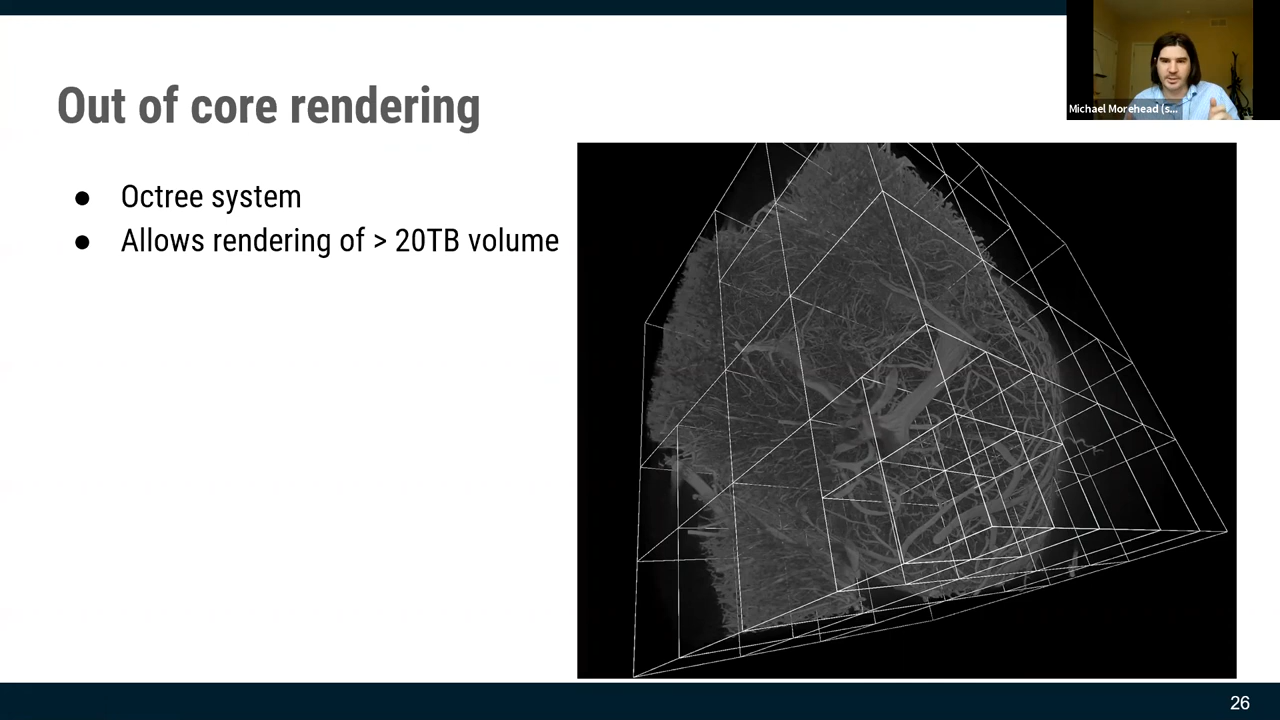 Michael Morehead (s...
Out of core rendering
● Octree system
● Allows rendering of > 20TB volume
26